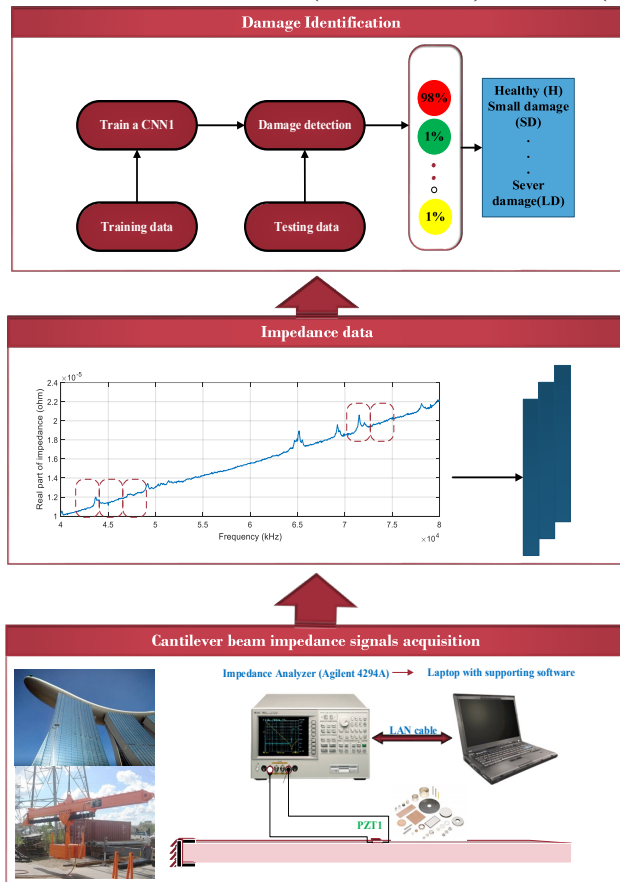 Damage Identification
Train a CNN1
Damage detection
Training data
Testing data
98%
1%
1%
Healthy (H)
Small damage
(SD)
.
.
.
Sever
damage(LD)
Impedance data
×10⁻⁵
2.4
2.2
2
1.8
1.6
1.4
1.2
1
Real part of impedance (ohm)
4
4.5
5
5.5
6
6.5
7
7.5
8
Frequency (kHz)
×10⁴
Cantilever beam impedance signals acquisition
Impedance Analyzer (Agilent 4294A)
Laptop with supporting software
LAN cable
PZT1